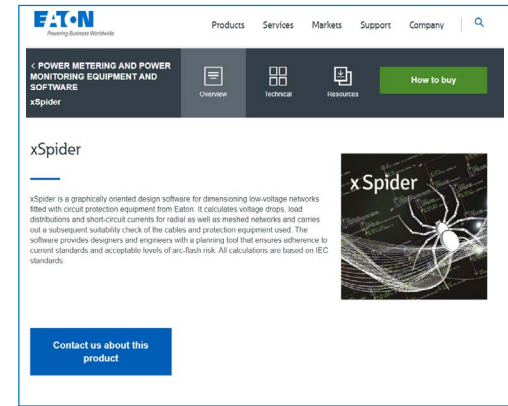 EATON
Powering Business Worldwide
Products Services Markets Support Company
< POWER METERING AND POWER
MONITORING EQUIPMENT AND
SOFTWARE
xSpider
Overview
Technical
Resources
How to buy
xSpider
xSpider is a graphically oriented design software for dimensioning low-voltage networks
fitted with circuit protection equipment from Eaton. It calculates voltage drops, load
distributions and short-circuit currents for radial as well as meshed networks and carries
out a subsequent suitability check of the cables and protection equipment used. The
software provides designers and engineers with a planning tool that ensures adherence to
current standards and acceptable levels of arc-flash risk. All calculations are based on IEC
standards.
xSpider
Contact us about this
product